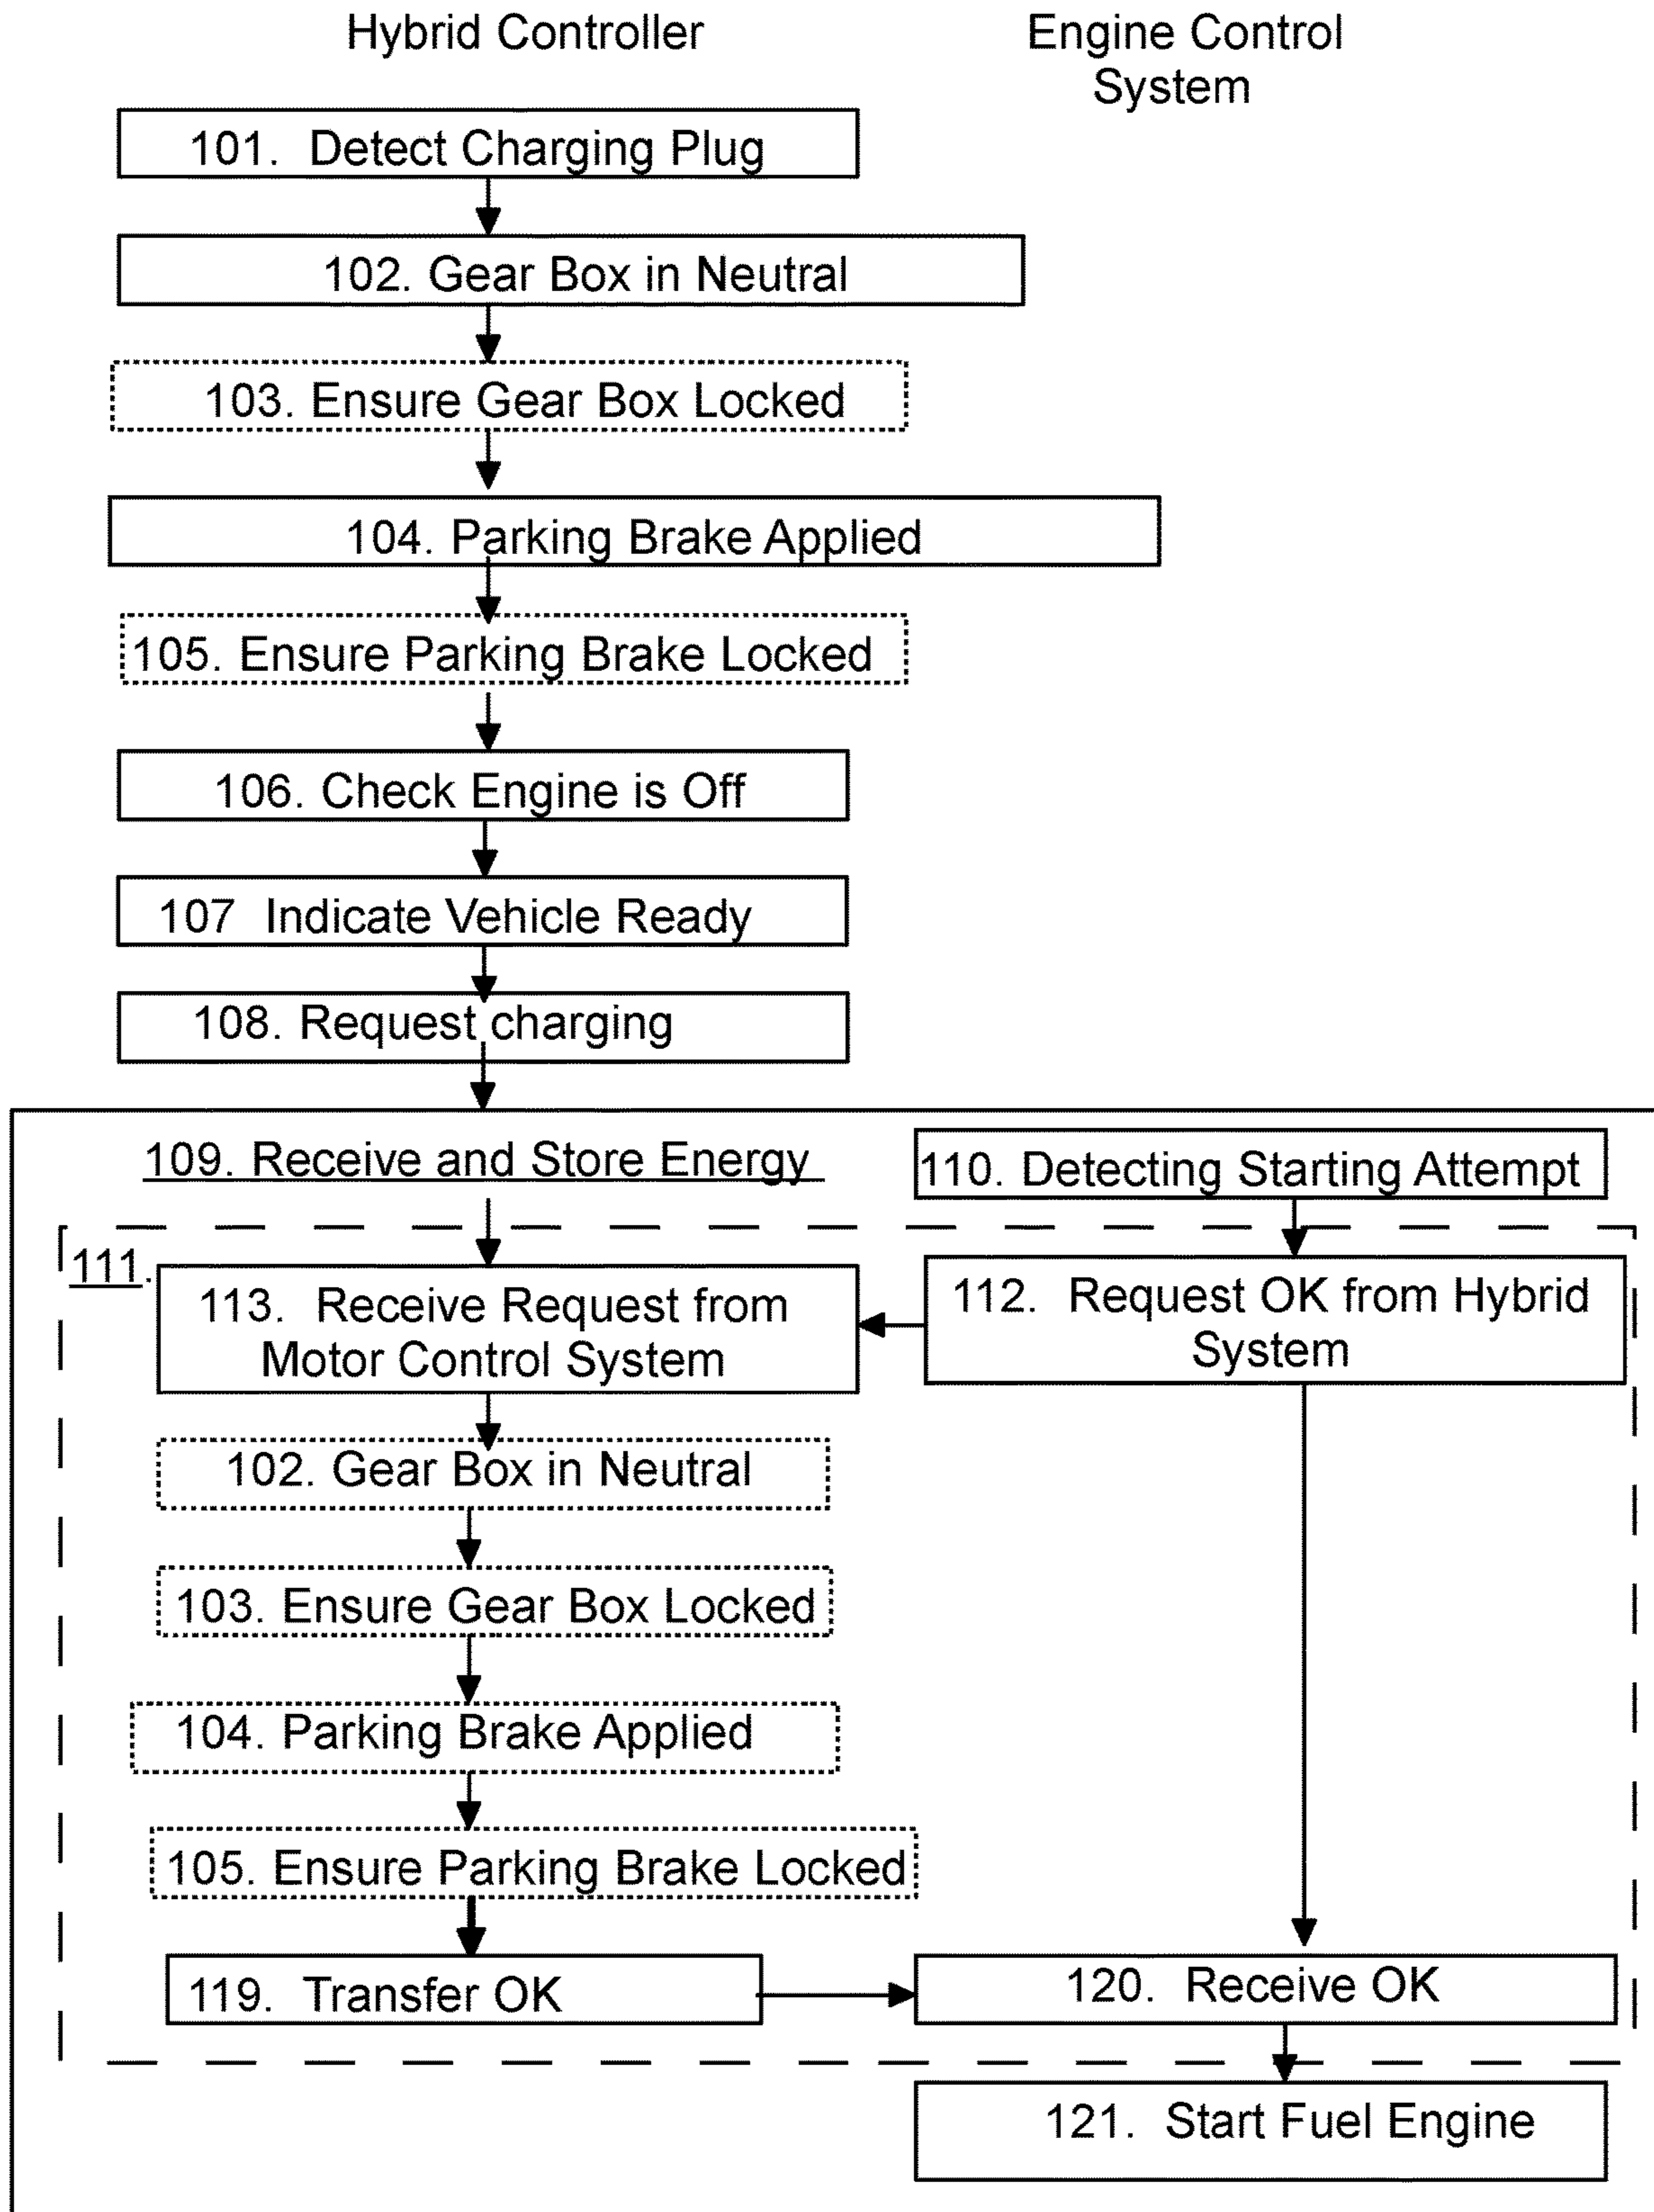 Hybrid Controller
Engine Control
System
101. Detect Charging Plug
102. Gear Box in Neutral
103. Ensure Gear Box Locked
104. Parking Brake Applied
105. Ensure Parking Brake Locked
106. Check Engine is Off
107 Indicate Vehicle Ready
108. Request charging
109. Receive and Store Energy
110. Detecting Starting Attempt
111.
113. Receive Request from
Motor Control System
112. Request OK from Hybrid
System
102. Gear Box in Neutral
103. Ensure Gear Box Locked
104. Parking Brake Applied
105. Ensure Parking Brake Locked
119. Transfer OK
120. Receive OK
121. Start Fuel Engine